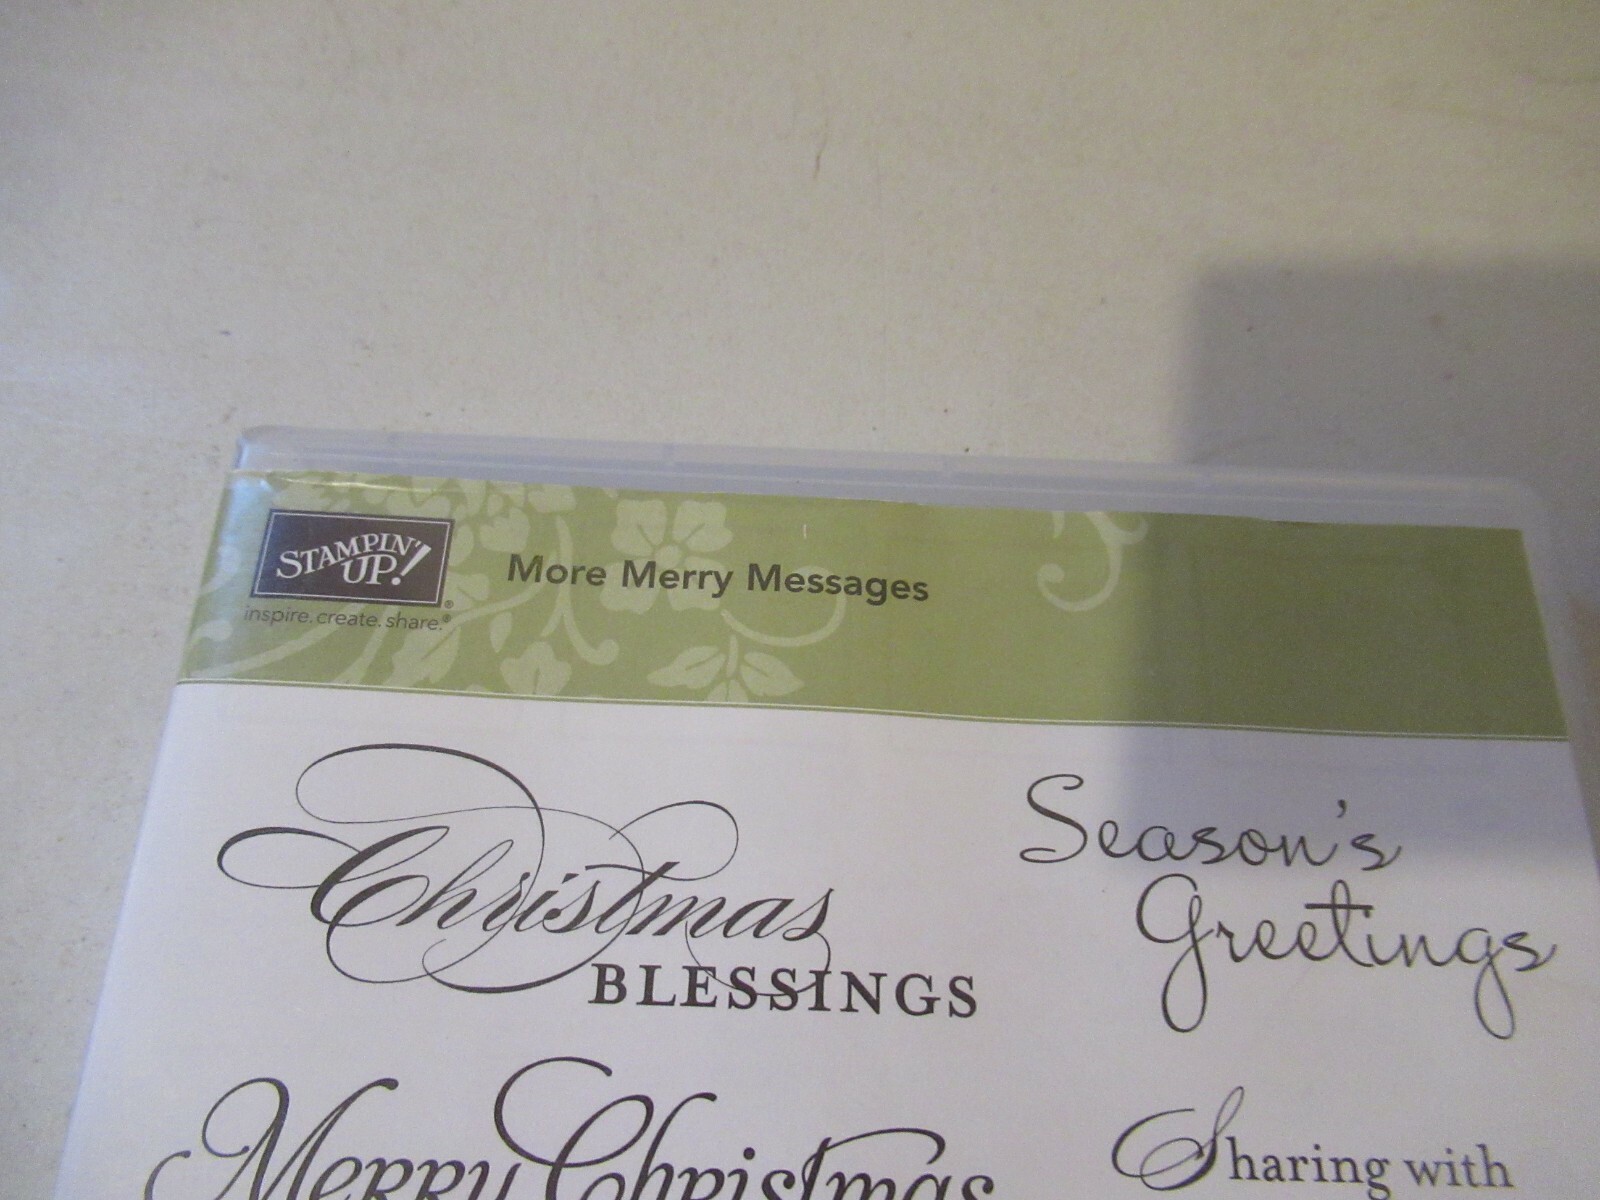 STAMPIN' UP!®
inspire. create. share.®
More Merry Messages
Christmas
BLESSINGS
Season's
Greetings
Merry Christmas
Sharing with